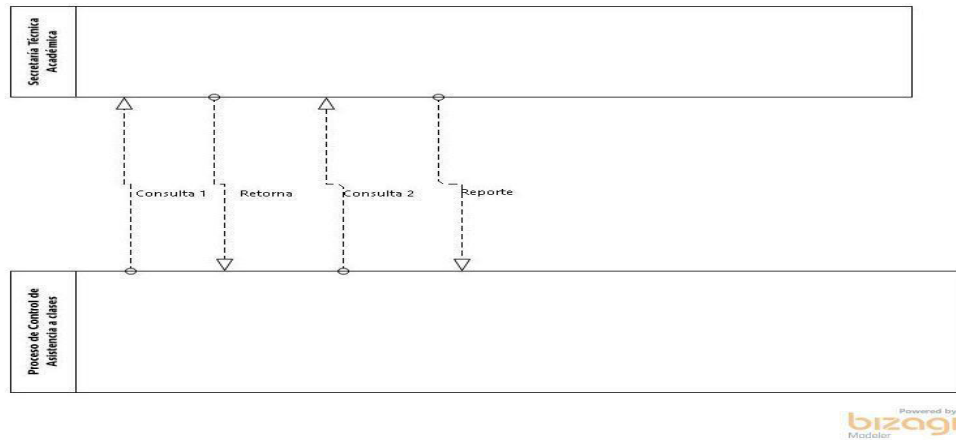 Secretaría Técnica
Académica
Consulta 1
Retorna
Consulta 2
Reporte
Proceso de Control de
Asistencia a clases
Powered by
bizagi
Modeler